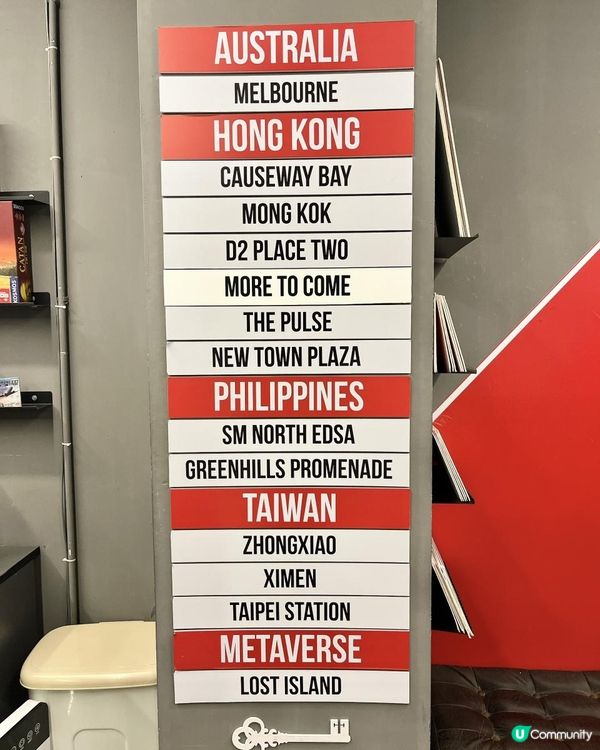 AUSTRALIA
MELBOURNE
HONG KONG
CAUSEWAY BAY
MONG KOK
D2 PLACE TWO
MORE TO COME
THE PULSE
NEW TOWN PLAZA
PHILIPPINES
SM NORTH EDSA
GREENHILLS PROMENADE
TAIWAN
ZHONGXIAO
XIMEN
TAIPEI STATION
METAVERSE
LOST ISLAND
CATAN
KOSMOS
U Community